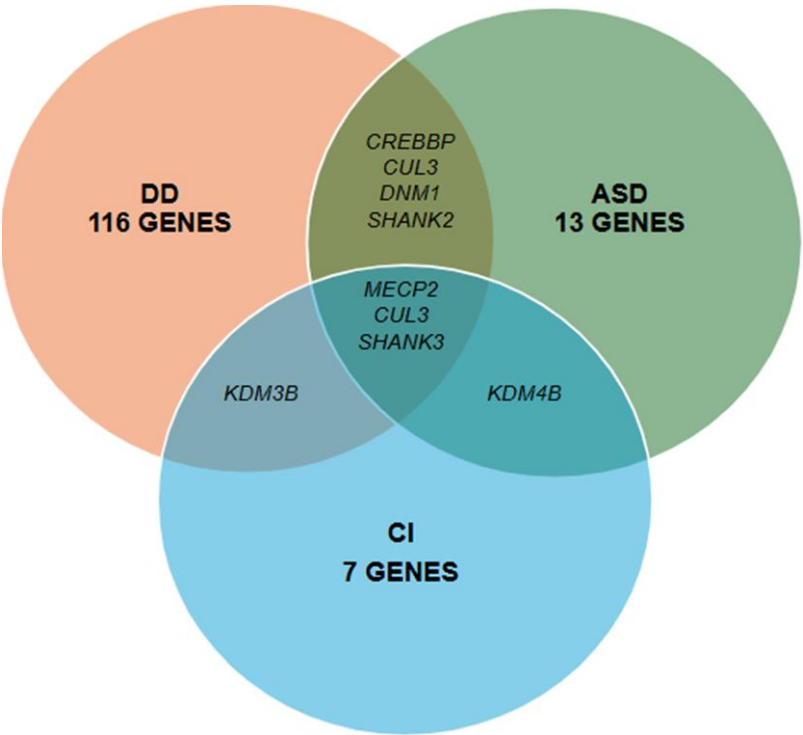 DD
116 GENES
CREBBP
CUL3
DNM1
SHANK2
ASD
13 GENES
MECP2
CUL3
SHANK3
KDM3B
KDM4B
CI
7 GENES